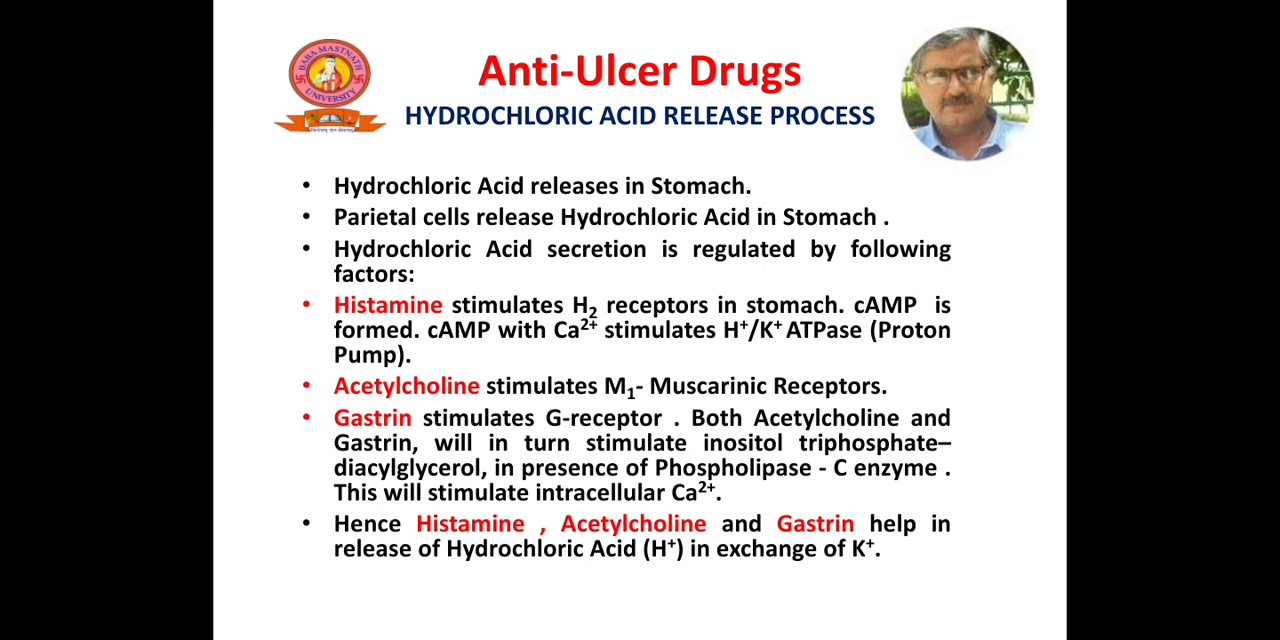 BABA MASTNATH
UNIVERSITY
Anti-Ulcer Drugs
HYDROCHLORIC ACID RELEASE PROCESS
• Hydrochloric Acid releases in Stomach.
• Parietal cells release Hydrochloric Acid in Stomach .
• Hydrochloric Acid secretion is regulated by following
factors:
• Histamine stimulates H₂ receptors in stomach. cAMP is
formed. cAMP with Ca²⁺ stimulates H⁺/K⁺ ATPase (Proton
Pump).
• Acetylcholine stimulates M₁- Muscarinic Receptors.
• Gastrin stimulates G-receptor . Both Acetylcholine and
Gastrin, will in turn stimulate inositol triphosphate–
diacylglycerol, in presence of Phospholipase - C enzyme .
This will stimulate intracellular Ca²⁺.
• Hence Histamine , Acetylcholine and Gastrin help in
release of Hydrochloric Acid (H⁺) in exchange of K⁺.